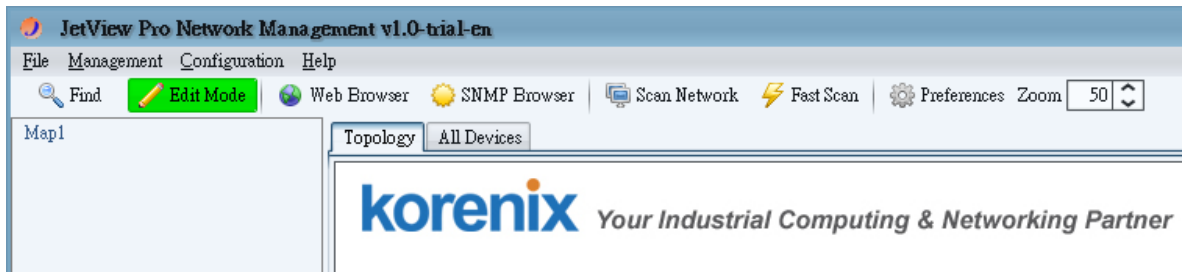 JetView Pro Network Management v1.0-trial-en
File Management Configuration Help
Find Edit Mode Web Browser SNMP Browser Scan Network Fast Scan Preferences Zoom 50
Map1
Topology All Devices
korenix Your Industrial Computing & Networking Partner